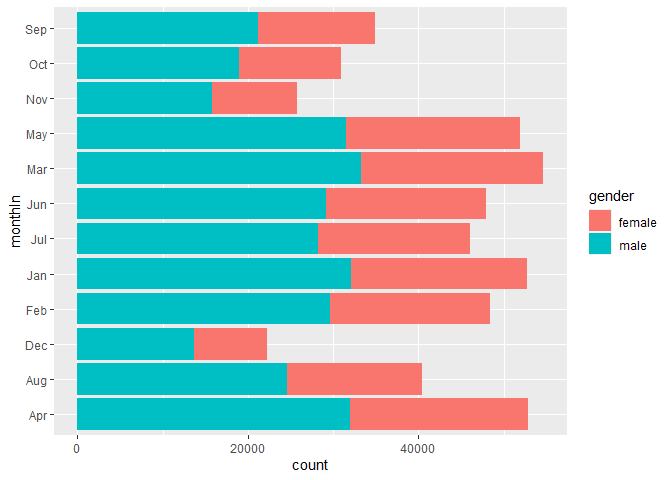 Sep
Oct
Nov
May
Mar
Jun
Jul
Jan
Feb
Dec
Aug
Apr
monthIn
0
20000
40000
count
gender
female
male